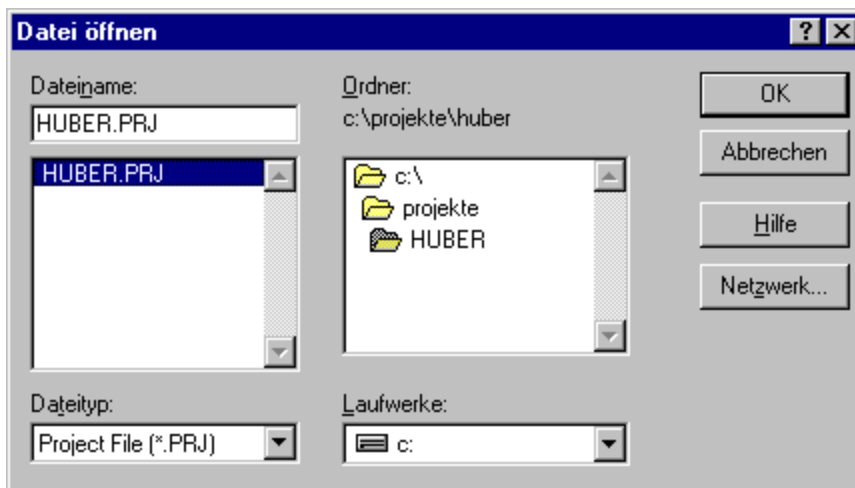 Datei öffnen
Dateiname:
HUBER.PRJ
HUBER.PRJ
Dateityp:
Project File (*.PRJ)
Ordner:
c:\projekte\huber
c:\
projekte
HUBER
Laufwerke:
c:
OK
Abbrechen
Hilfe
Netzwerk...